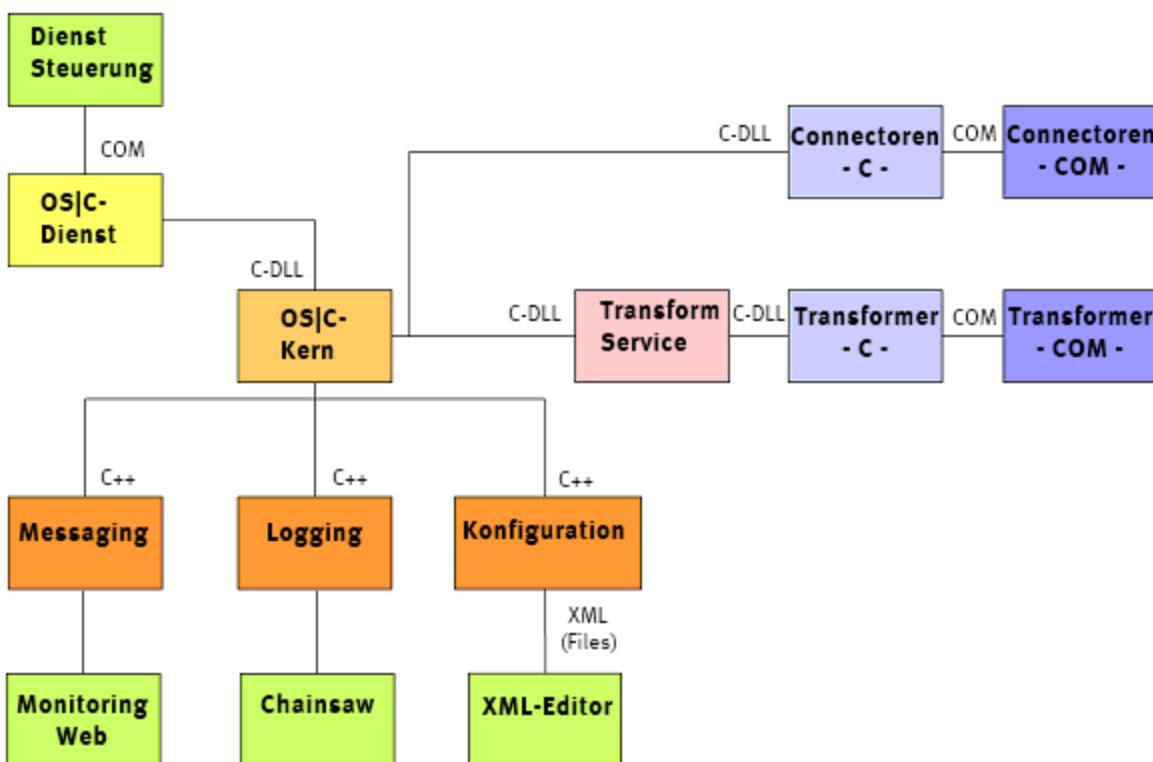 Dienst
Steuerung
COM
OS|C-
Dienst
C-DLL
Connectoren
- C -
COM
Connectoren
- COM -
C-DLL
OS|C-
Kern
C-DLL
Transform
Service
C-DLL
Transformer
- C -
COM
Transformer
- COM -
C++
C++
C++
Messaging
Logging
Konfiguration
XML
(Files)
Monitoring
Web
Chainsaw
XML-Editor